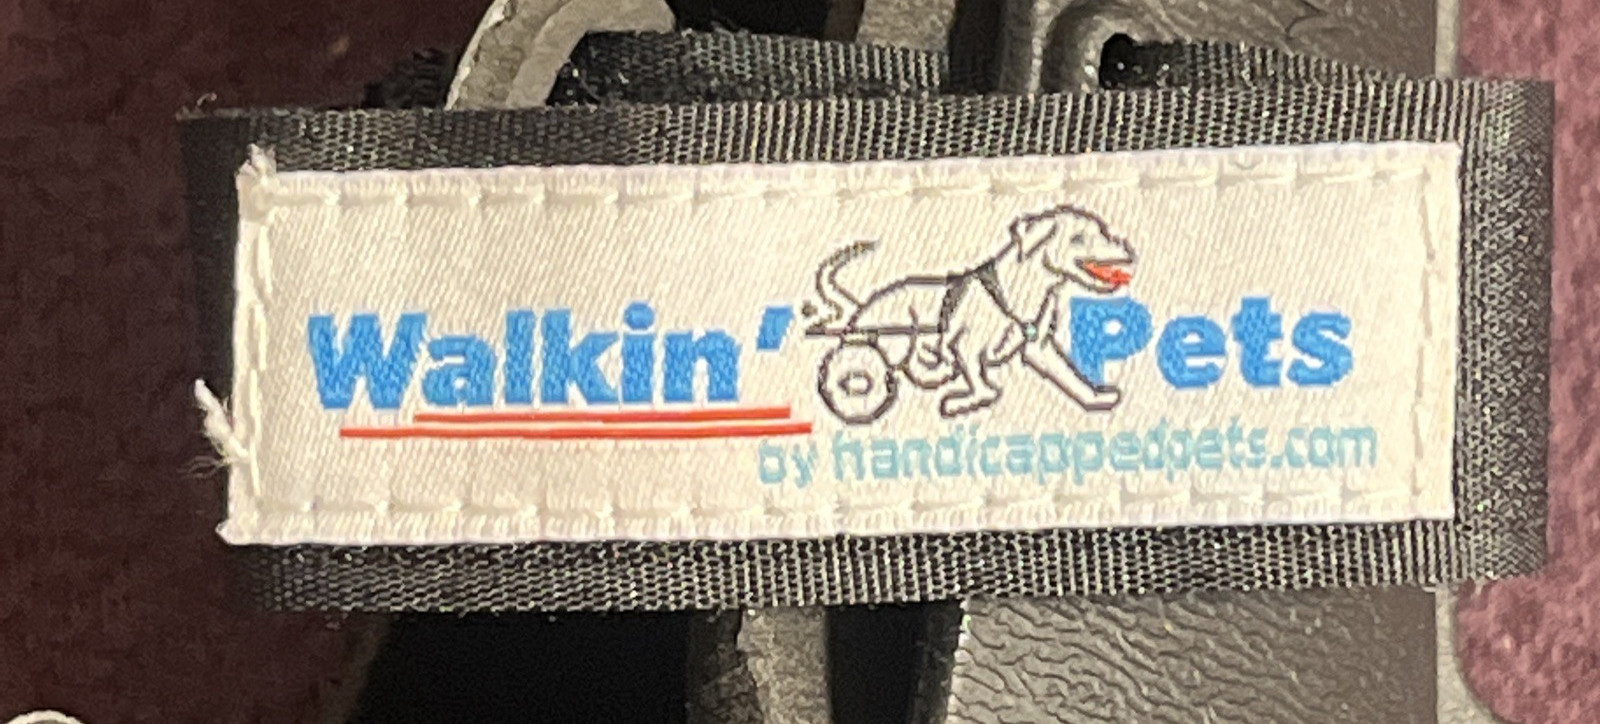 Walkin' Pets
by handicappedpets.com